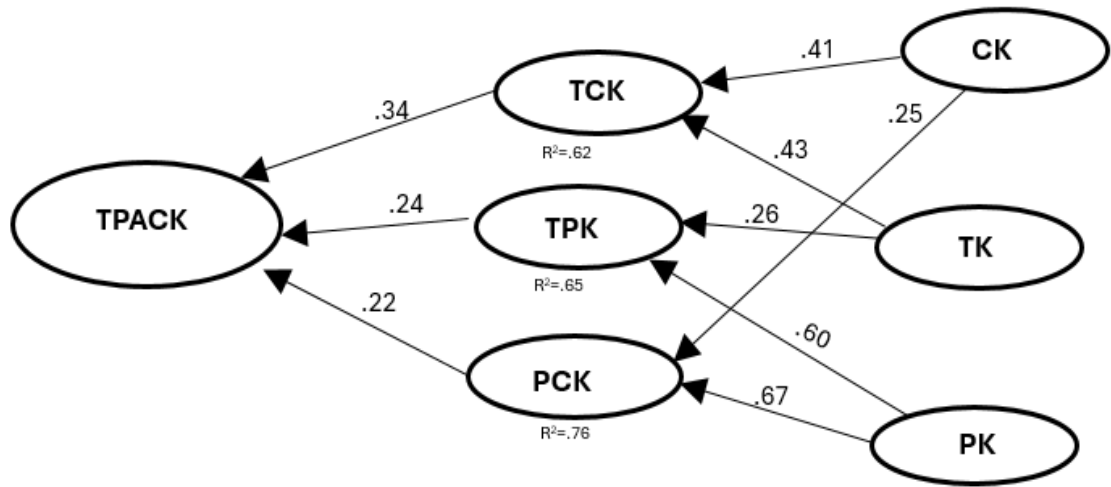 CK
.41
TCK
.34
.25
R²=.62
.43
TPACK
.24
TPK
.26
TK
R²=.65
.22
.60
PCK
.67
R²=.76
PK